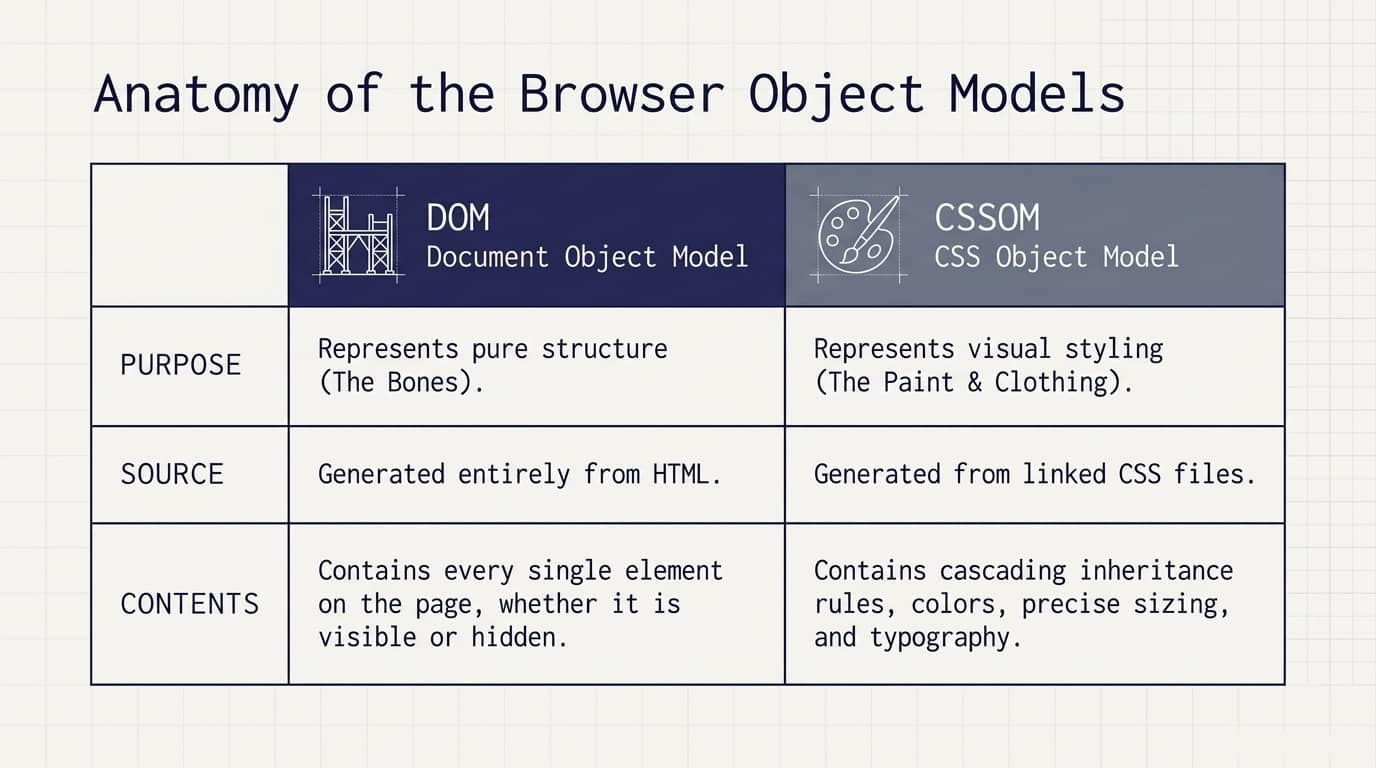 Anatomy of the Browser Object Models
DOM
Document Object Model
CSSOM
CSS Object Model
PURPOSE
Represents pure structure
(The Bones).
Represents visual styling
(The Paint & Clothing).
SOURCE
Generated entirely from HTML.
Generated from linked CSS files.
CONTENTS
Contains every single element
on the page, whether it is
visible or hidden.
Contains cascading inheritance
rules, colors, precise sizing,
and typography.